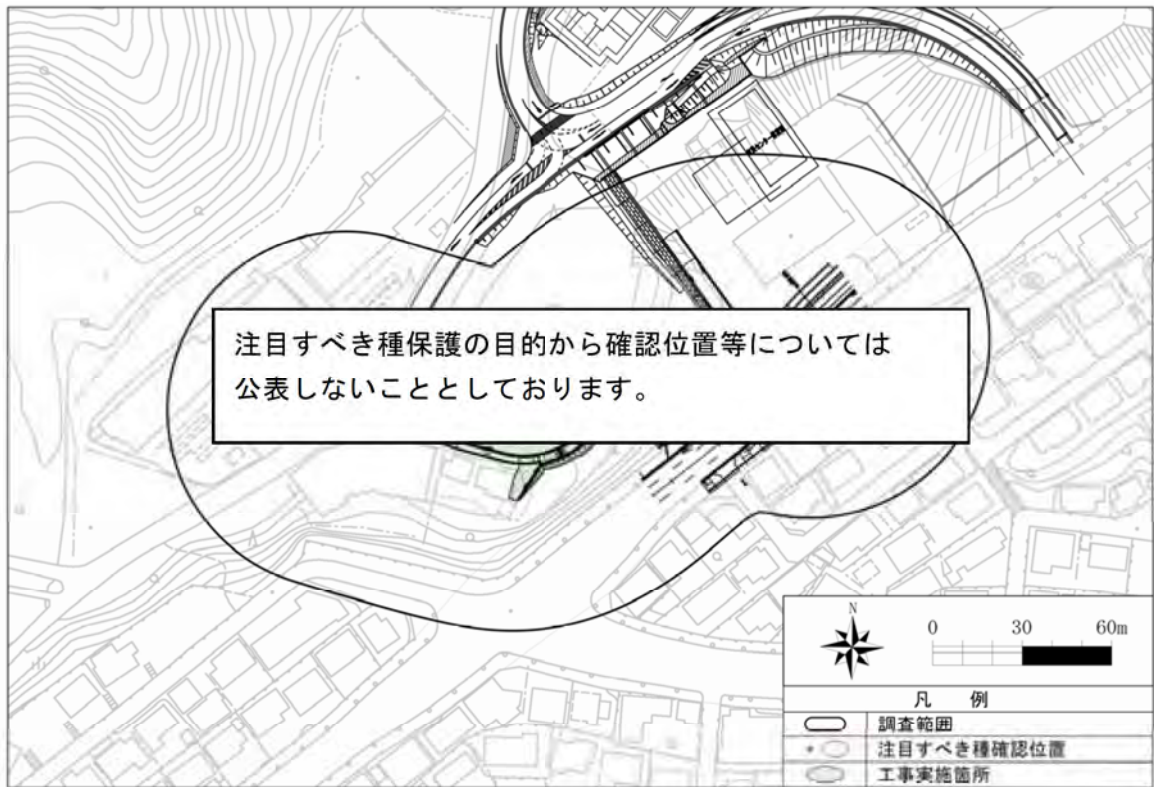 注目すべき種保護の目的から確認位置等については
公表しないこととしております。
N
0 30 60m
凡 例
調査範囲
注目すべき種確認位置
工事実施箇所